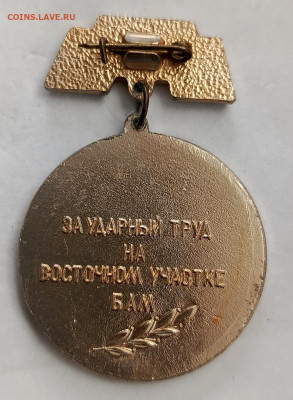 COINS.LAVE.RU
ЗА УДАРНЫЙ ТРУД
НА
ВОСТОЧНОМ УЧАСТКЕ
БАМ